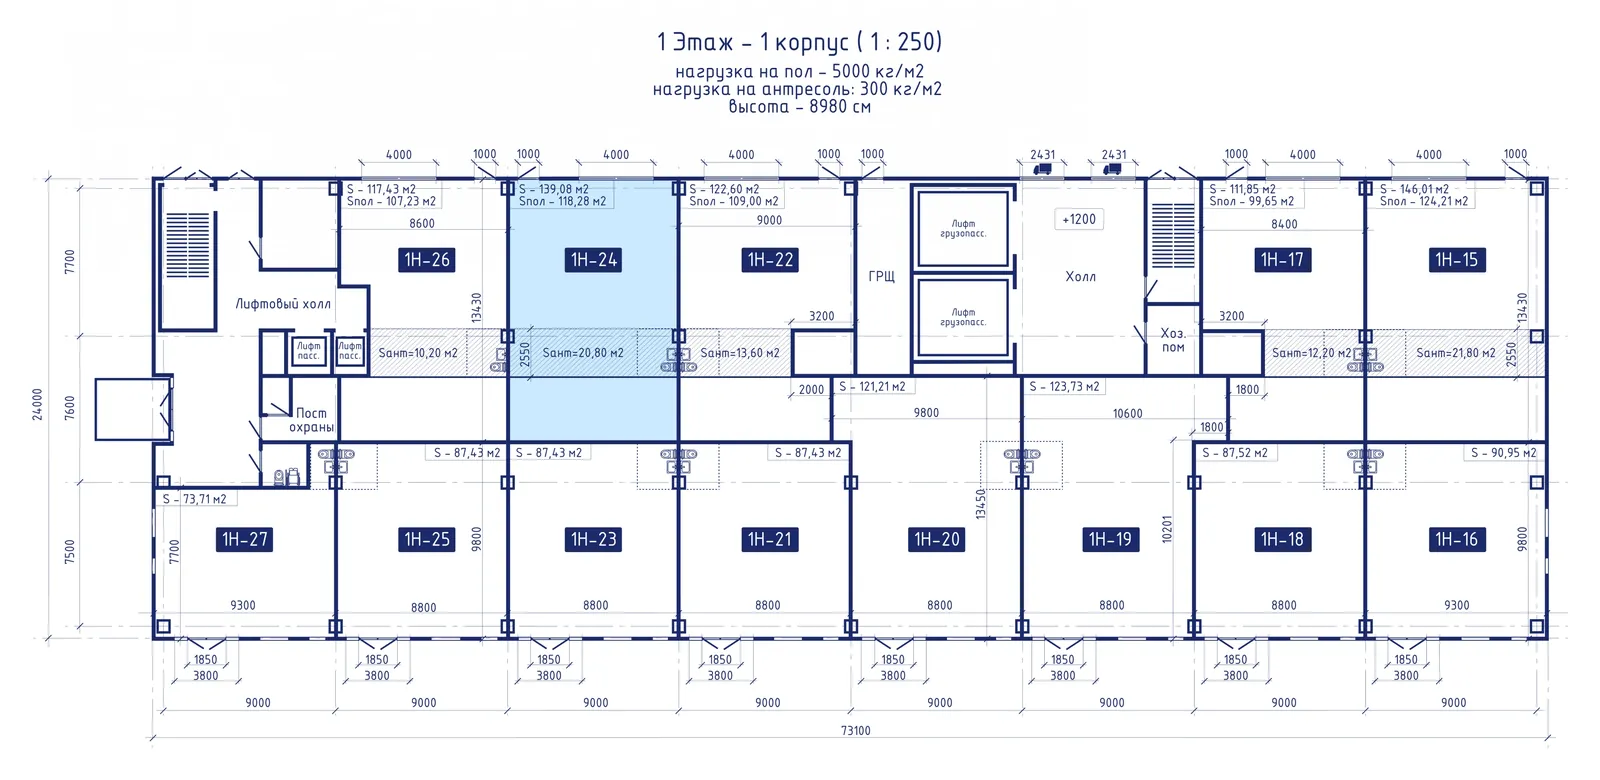 1 Этаж - 1 корпус ( 1 : 250)
нагрузка на пол - 5000 кг/м2
нагрузка на антресоль: 300 кг/м2
высота - 8980 см
4000 1000 1000 4000 4000 1000 1000 2431 2431 1000 4000 4000 1000
S - 117,43 м2
Sпол - 107,23 м2
S - 139,08 м2
Sпол - 118,28 м2
S - 122,60 м2
Sпол - 109,00 м2
S - 111,85 м2
Sпол - 99,65 м2
S - 146,01 м2
Sпол - 124,21 м2
8600
9000
8400
+1200
Лифт
грузопасс.
7700
1Н-26
1Н-24
1Н-22
ГРЩ
Холл
1Н-17
1Н-15
Лифтовый холл
13430
3200
Лифт
грузопасс.
3200
13430
Хоз.
пом
Лифт
пасс.
Лифт
пасс.
Sант=10,20 м2
2550
Sант=20,80 м2
Sант=13,60 м2
Sант=12,20 м2
Sант=21,80 м2
2550
24000
7600
2000
S - 121,21 м2
S - 123,73 м2
1800
Пост
охраны
9800
10600
1800
S - 87,43 м2
S - 87,43 м2
S - 87,43 м2
S - 87,52 м2
S - 90,95 м2
S - 73,71 м2
13450
7500
7700
1Н-27
1Н-25
9800
1Н-23
1Н-21
1Н-20
1Н-19
10201
1Н-18
1Н-16
9800
9300 8800 8800 8800 8800 8800 8800 9300
1850 1850 1850 1850 1850 1850 1850 1850
3800 3800 3800 3800 3800 3800 3800 3800
9000 9000 9000 9000 9000 9000 9000 9000
73100